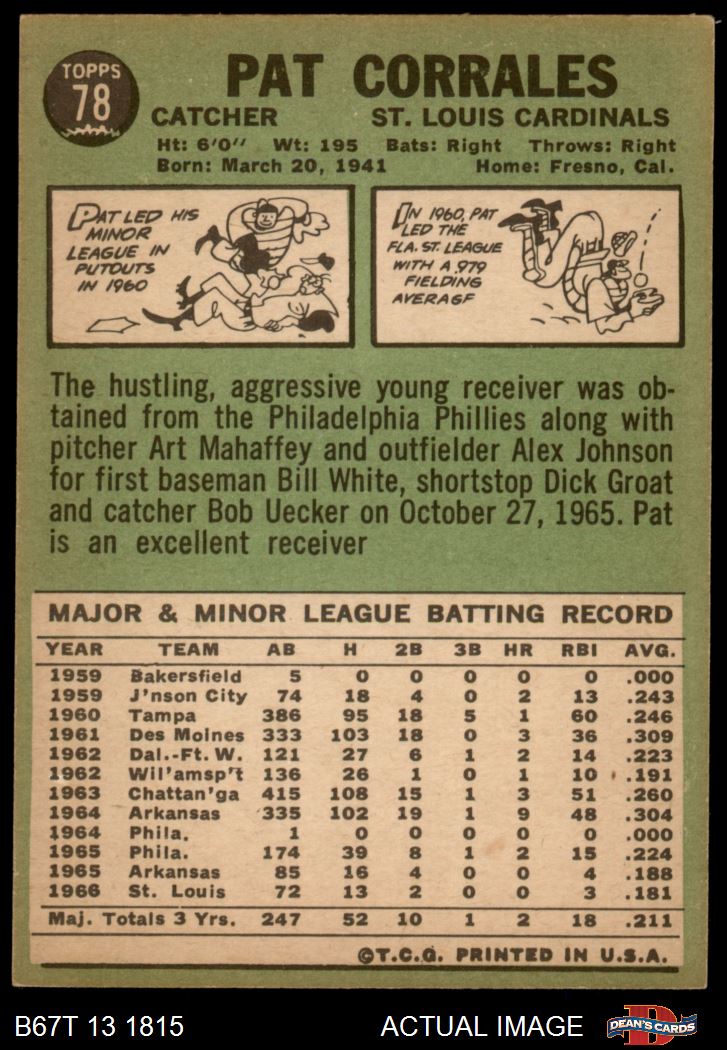 TOPPS
78
PAT CORRALES
CATCHER ST. LOUIS CARDINALS
Ht: 6'0" Wt: 195 Bats: Right Throws: Right
Born: March 20, 1941 Home: Fresno, Cal.
PAT LED HIS
MINOR
LEAGUE IN
PUTOUTS
IN 1960
IN 1960, PAT
LED THE
FLA. ST. LEAGUE
WITH A .979
FIELDING
AVERAGE
The hustling, aggressive young receiver was ob-
tained from the Philadelphia Phillies along with
pitcher Art Mahaffey and outfielder Alex Johnson
for first baseman Bill White, shortstop Dick Groat
and catcher Bob Uecker on October 27, 1965. Pat
is an excellent receiver
MAJOR & MINOR LEAGUE BATTING RECORD
YEAR TEAM AB H 2B 3B HR RBI AVG.
1959 Bakersfield 5 0 0 0 0 0 .000
1959 J'nson City 74 18 4 0 2 13 .243
1960 Tampa 386 95 18 5 1 60 .246
1961 Des Moines 333 103 18 0 3 36 .309
1962 Dal.-Ft. W. 121 27 6 1 2 14 .223
1962 Wil'amsp't 136 26 1 0 1 10 .191
1963 Chattan'ga 415 108 15 1 3 51 .260
1964 Arkansas 335 102 19 1 9 48 .304
1964 Phila. 1 0 0 0 0 0 .000
1965 Phila. 174 39 8 1 2 15 .224
1965 Arkansas 85 16 4 0 0 4 .188
1966 St. Louis 72 13 2 0 0 3 .181
Maj. Totals 3 Yrs. 247 52 10 1 2 18 .211
©T.C.G. PRINTED IN U.S.A.
B67T 13 1815 ACTUAL IMAGE DEAN'S CARDS